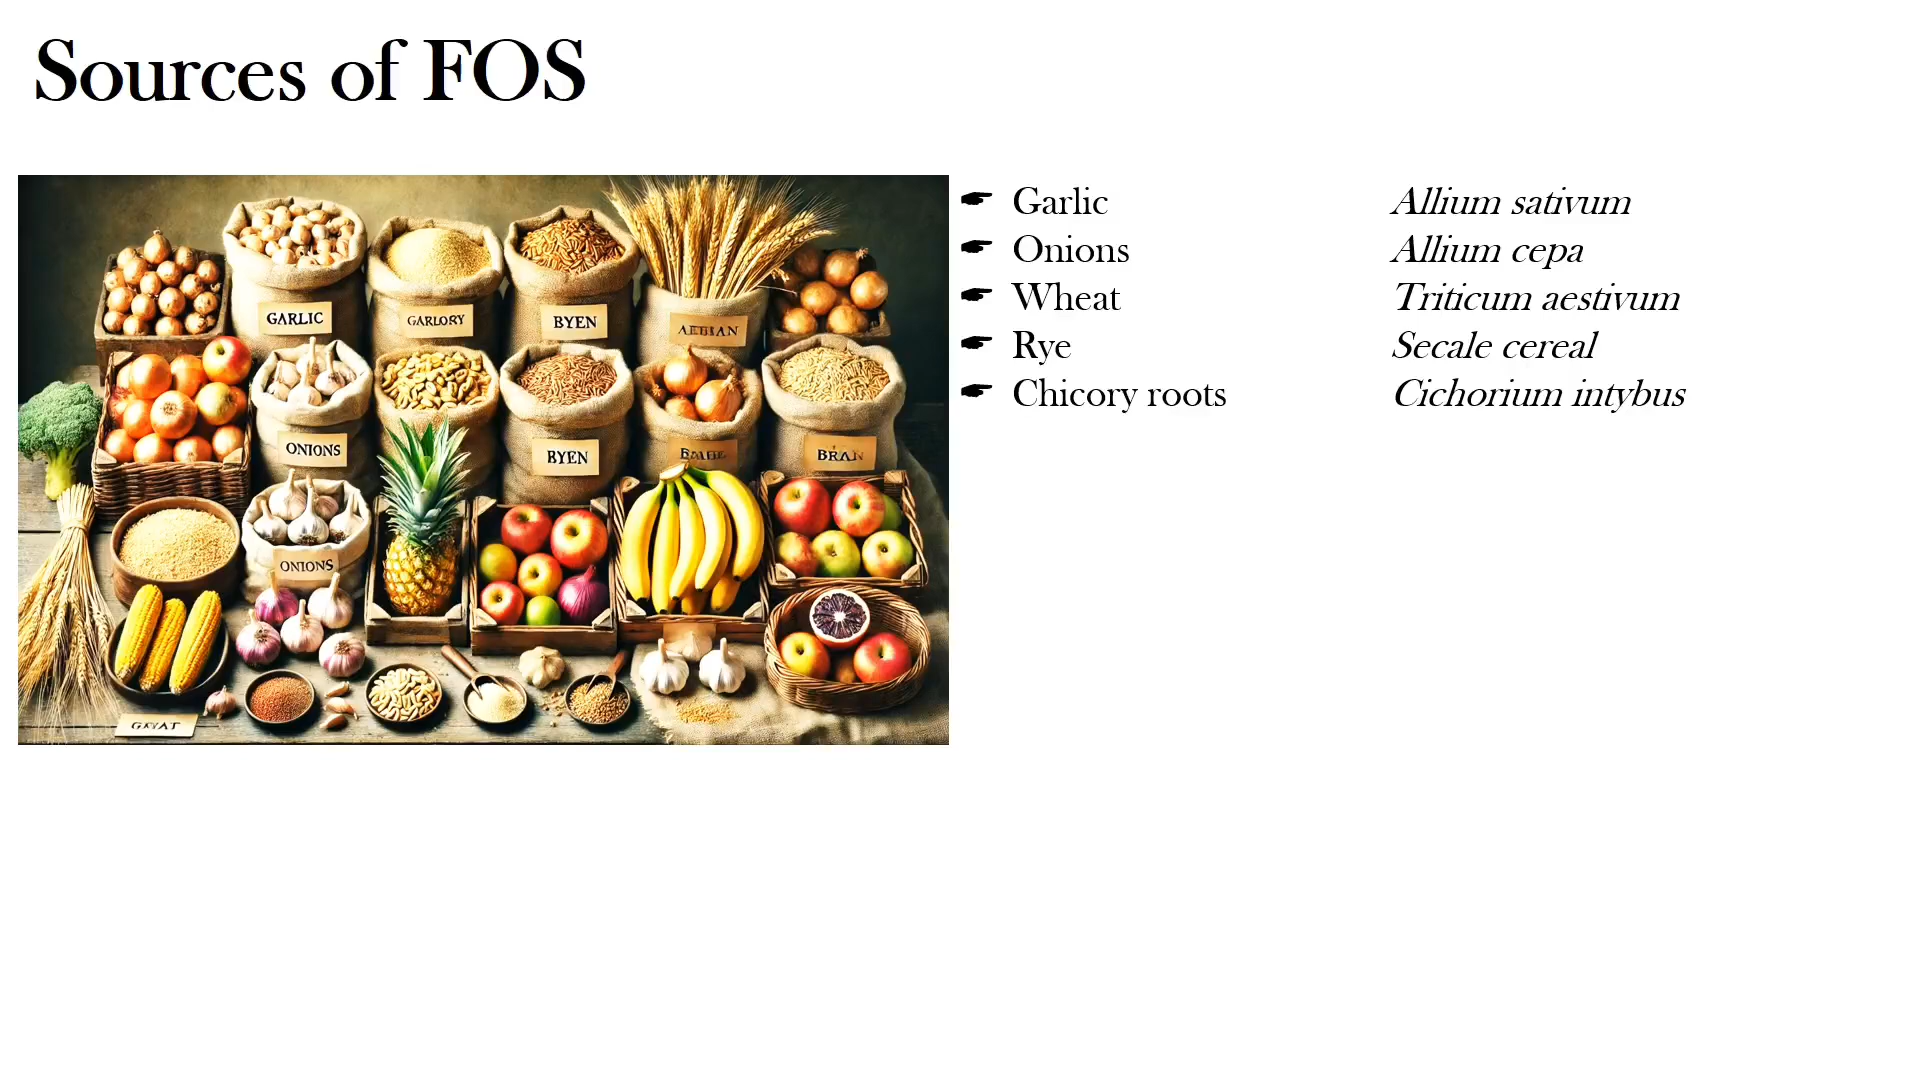 Sources of FOS
Garlic Allium sativum
Onions Allium cepa
Wheat Triticum aestivum
Rye Secale cereal
Chicory roots Cichorium intybus
GARLIC
GARLORY
BYEN
ONIONS
BYEN
BRAN
ONIONS